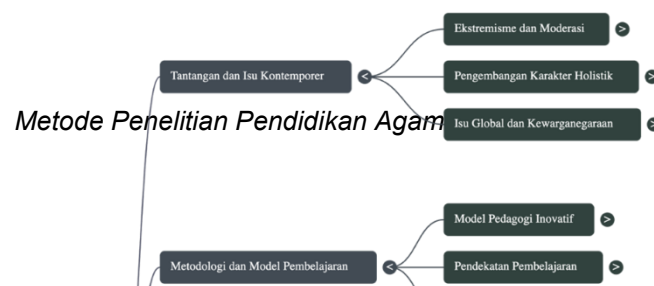 Ekstremisme dan Moderasi
Tantangan dan Isu Kontemporer
Pengembangan Karakter Holistik
Metode Penelitian Pendidikan Agam
Isu Global dan Kewarganegaraan
Model Pedagogi Inovatif
Metodologi dan Model Pembelajaran
Pendekatan Pembelajaran